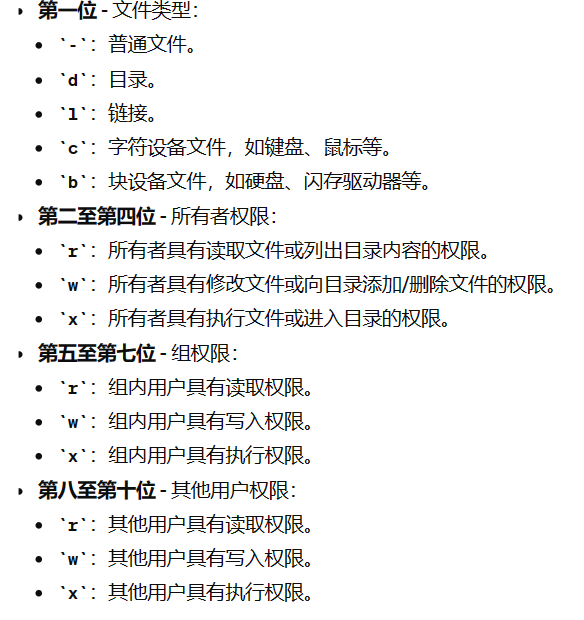 第一位 - 文件类型：
`-`：普通文件。
`d`：目录。
`l`：链接。
`c`：字符设备文件，如键盘、鼠标等。
`b`：块设备文件，如硬盘、闪存驱动器等。
第二至第四位 - 所有者权限：
`r`：所有者具有读取文件或列出目录内容的权限。
`w`：所有者具有修改文件或向目录添加/删除文件的权限。
`x`：所有者具有执行文件或进入目录的权限。
第五至第七位 - 组权限：
`r`：组内用户具有读取权限。
`w`：组内用户具有写入权限。
`x`：组内用户具有执行权限。
第八至第十位 - 其他用户权限：
`r`：其他用户具有读取权限。
`w`：其他用户具有写入权限。
`x`：其他用户具有执行权限。